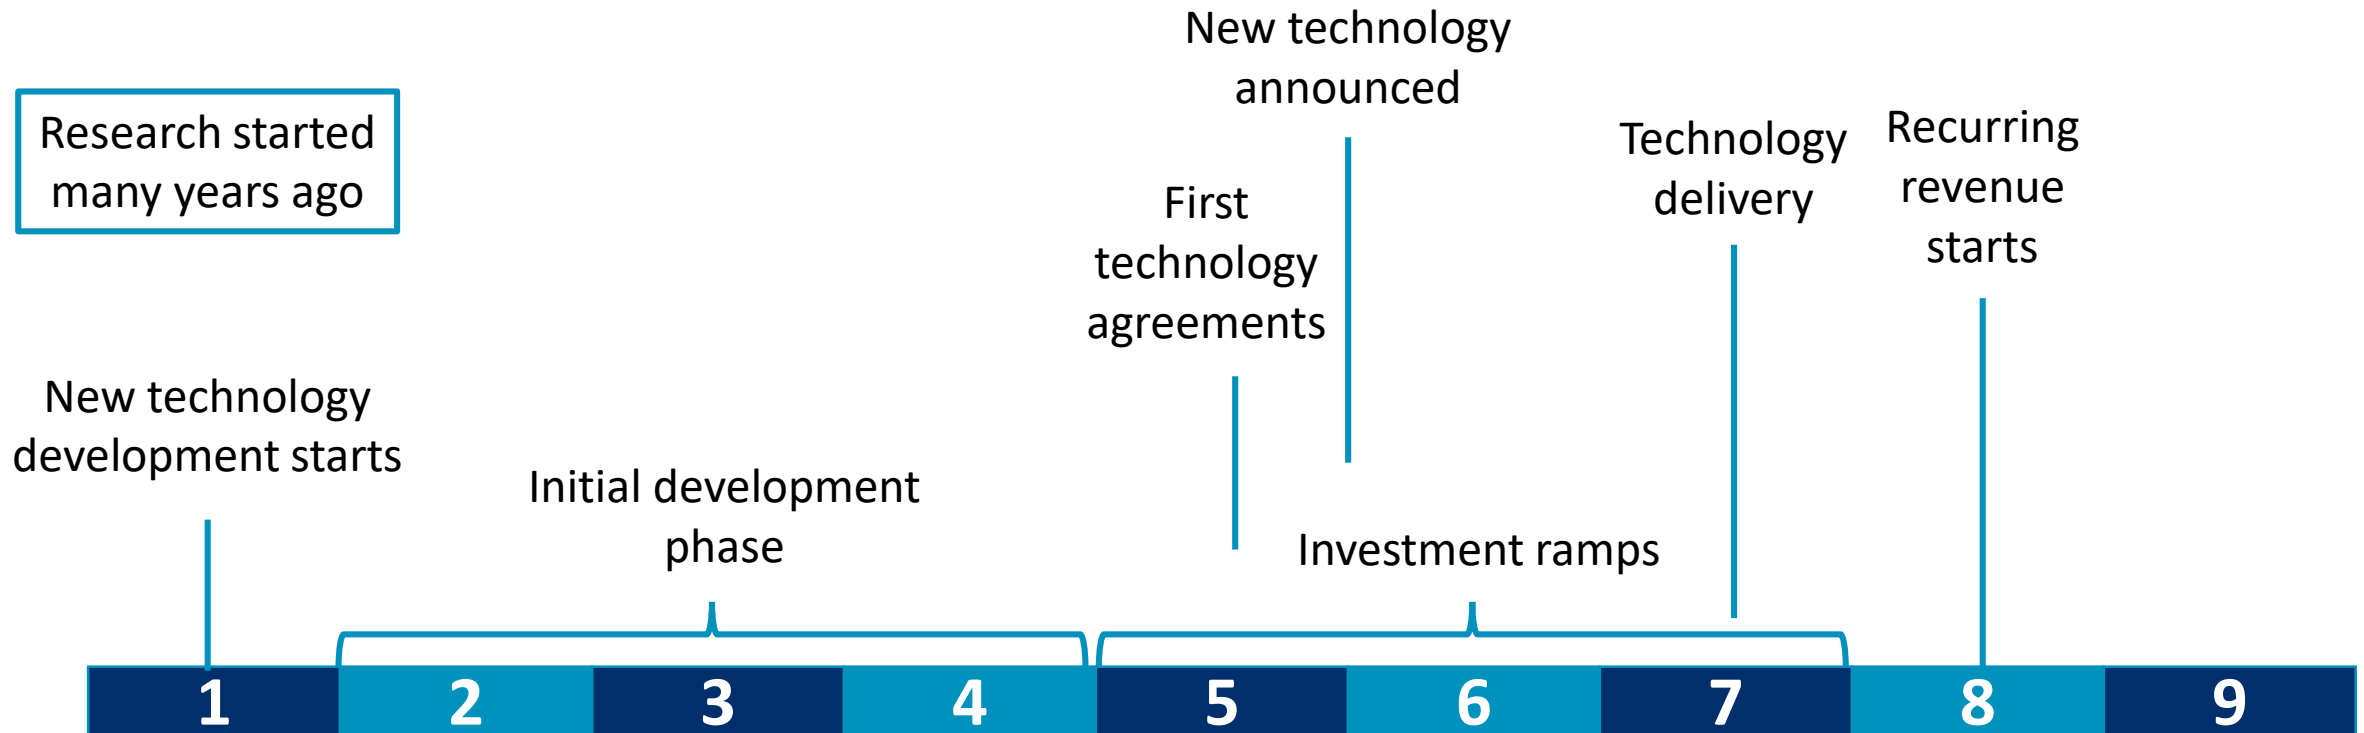 Research started
many years ago
New technology
development starts
Initial development
phase
First
technology
agreements
New technology
announced
Investment ramps
Technology
delivery
Recurring
revenue
starts
1 2 3 4 5 6 7 8 9